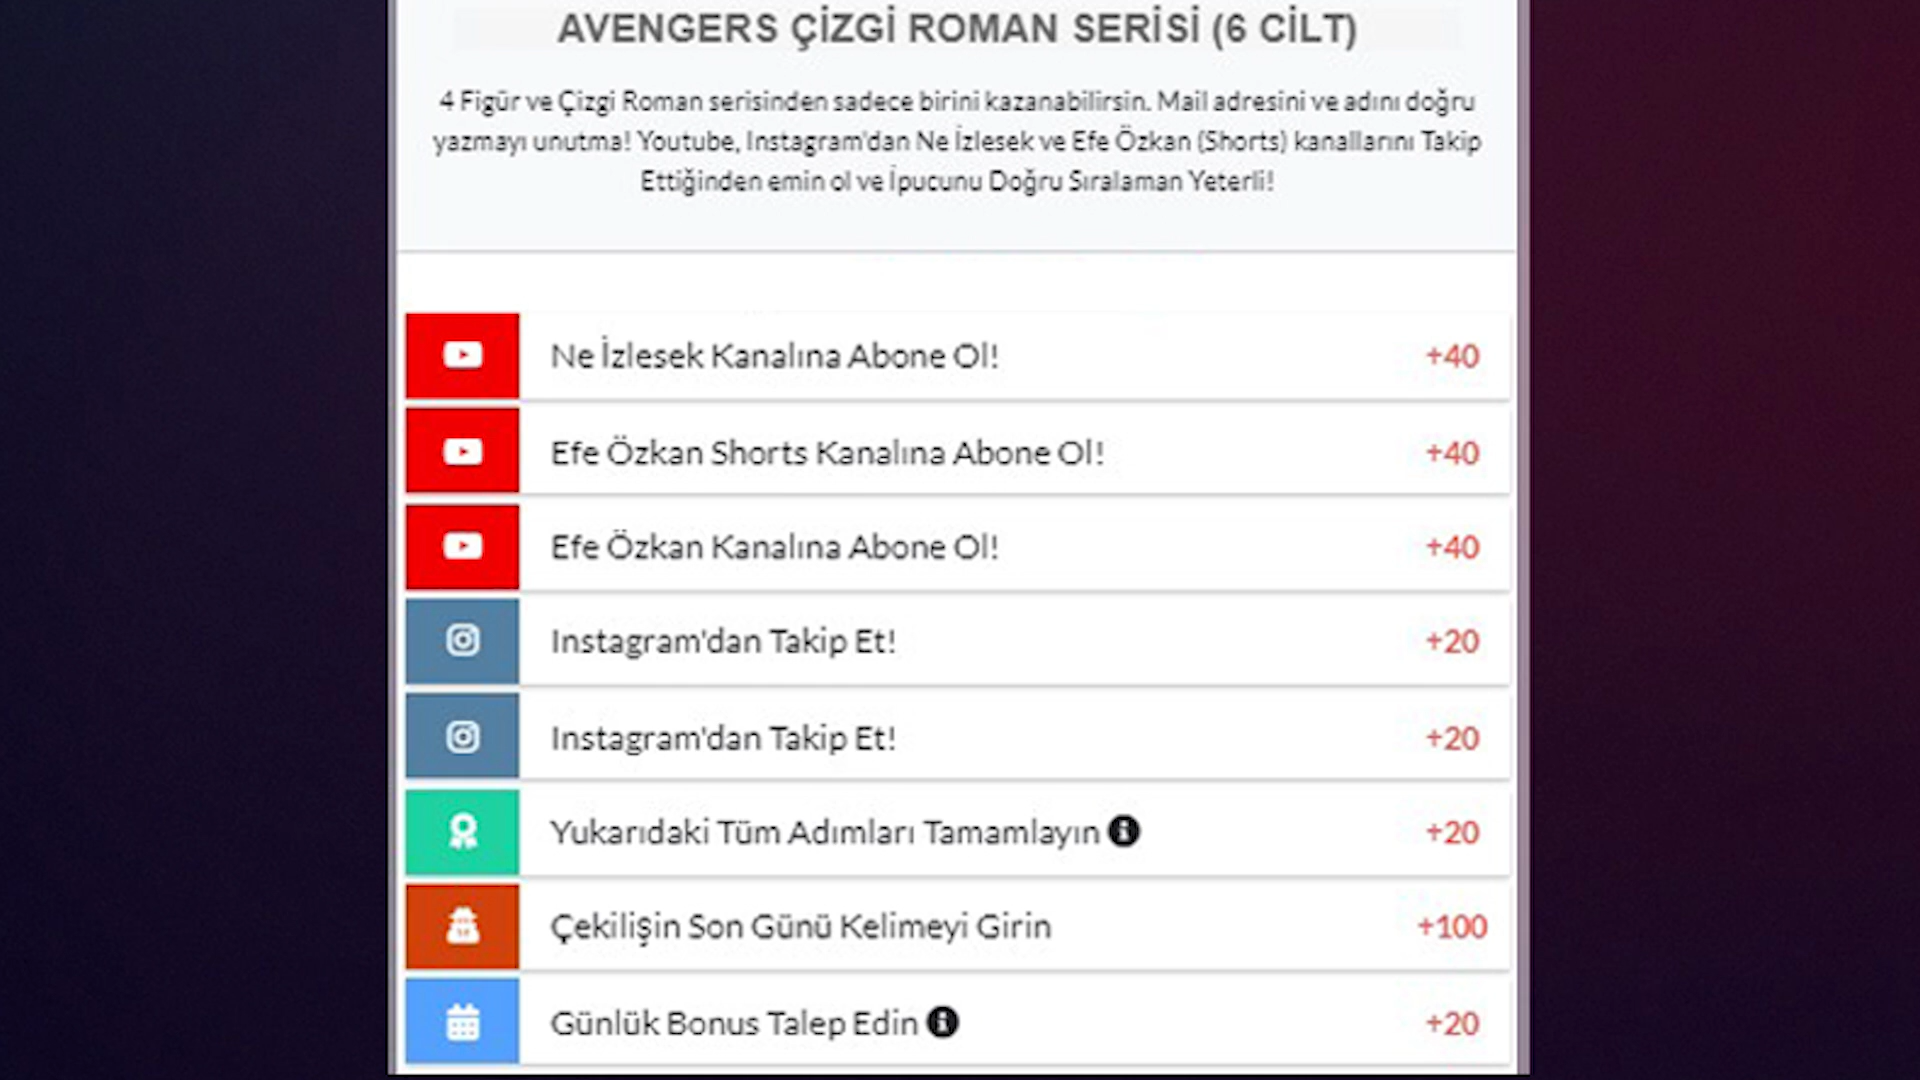 AVENGERS ÇİZGİ ROMAN SERİSİ (6 CİLT)
4 Figür ve Çizgi Roman serisinden sadece birini kazanabilirsin. Mail adresini ve adını doğru
yazmayı unutma! Youtube, Instagram'dan Ne İzlesek ve Efe Özkan (Shorts) kanallarını Takip
Ettiğinden emin ol ve İpucunu Doğru Sıralaman Yeterli!
Ne İzlesek Kanalına Abone Ol! +40
Efe Özkan Shorts Kanalına Abone Ol! +40
Efe Özkan Kanalına Abone Ol! +40
Instagram'dan Takip Et! +20
Instagram'dan Takip Et! +20
Yukarıdaki Tüm Adımları Tamamlayın +20
Çekilişin Son Günü Kelimeyi Girin +100
Günlük Bonus Talep Edin +20